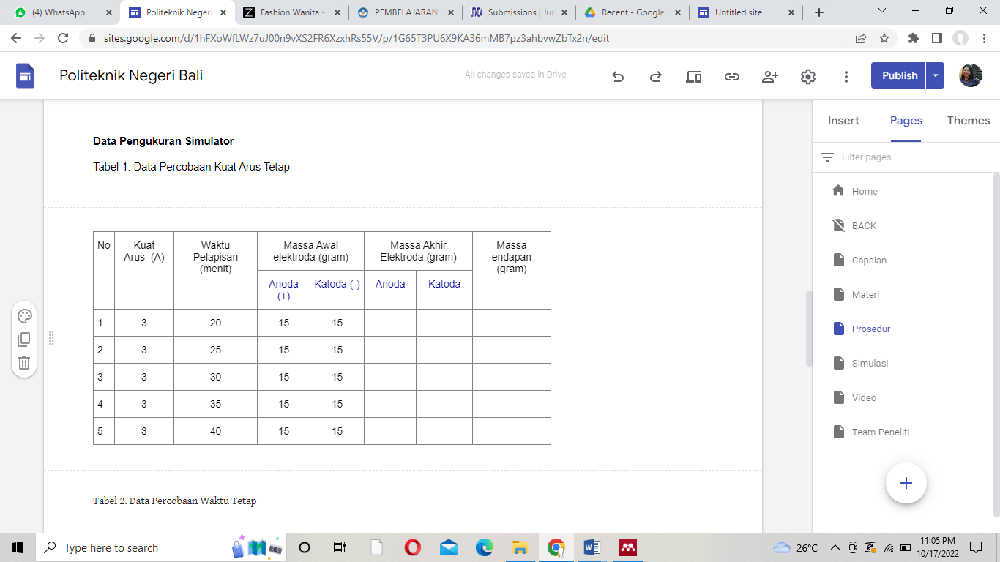 (4) WhatsApp
Politeknik Negeri
Fashion Wanita -
PEMBELAJARAN
Submissions | Jur
Recent - Google
Untitled site
sites.google.com/d/1hFXoWfLWz7uJ00n9vXS2FR6XzxhRs55V/p/1G65T3PU6X9KA36mMB7pz3ahbvwZbTx2n/edit
Politeknik Negeri Bali
All changes saved in Drive
Publish
Insert
Pages
Themes
Filter pages
Home
BACK
Capaian
Materi
Prosedur
Simulasi
Video
Team Peneliti
Data Pengukuran Simulator
Tabel 1. Data Percobaan Kuat Arus Tetap
No
Kuat
Arus (A)
Waktu
Pelapisan
(menit)
Massa Awal
elektroda (gram)
Massa Akhir
Elektroda (gram)
Massa
endapan
(gram)
Anoda
(+)
Katoda (-)
Anoda
Katoda
1 3 20 15 15
2 3 25 15 15
3 3 30 15 15
4 3 35 15 15
5 3 40 15 15
Tabel 2. Data Percobaan Waktu Tetap
Type here to search
26°C
11:05 PM
10/17/2022